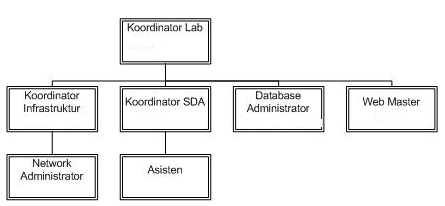 Koordinator Lab
Koordinator
Infrastruktur
Koordinator SDA
Database
Administrator
Web Master
Network
Administrator
Asisten